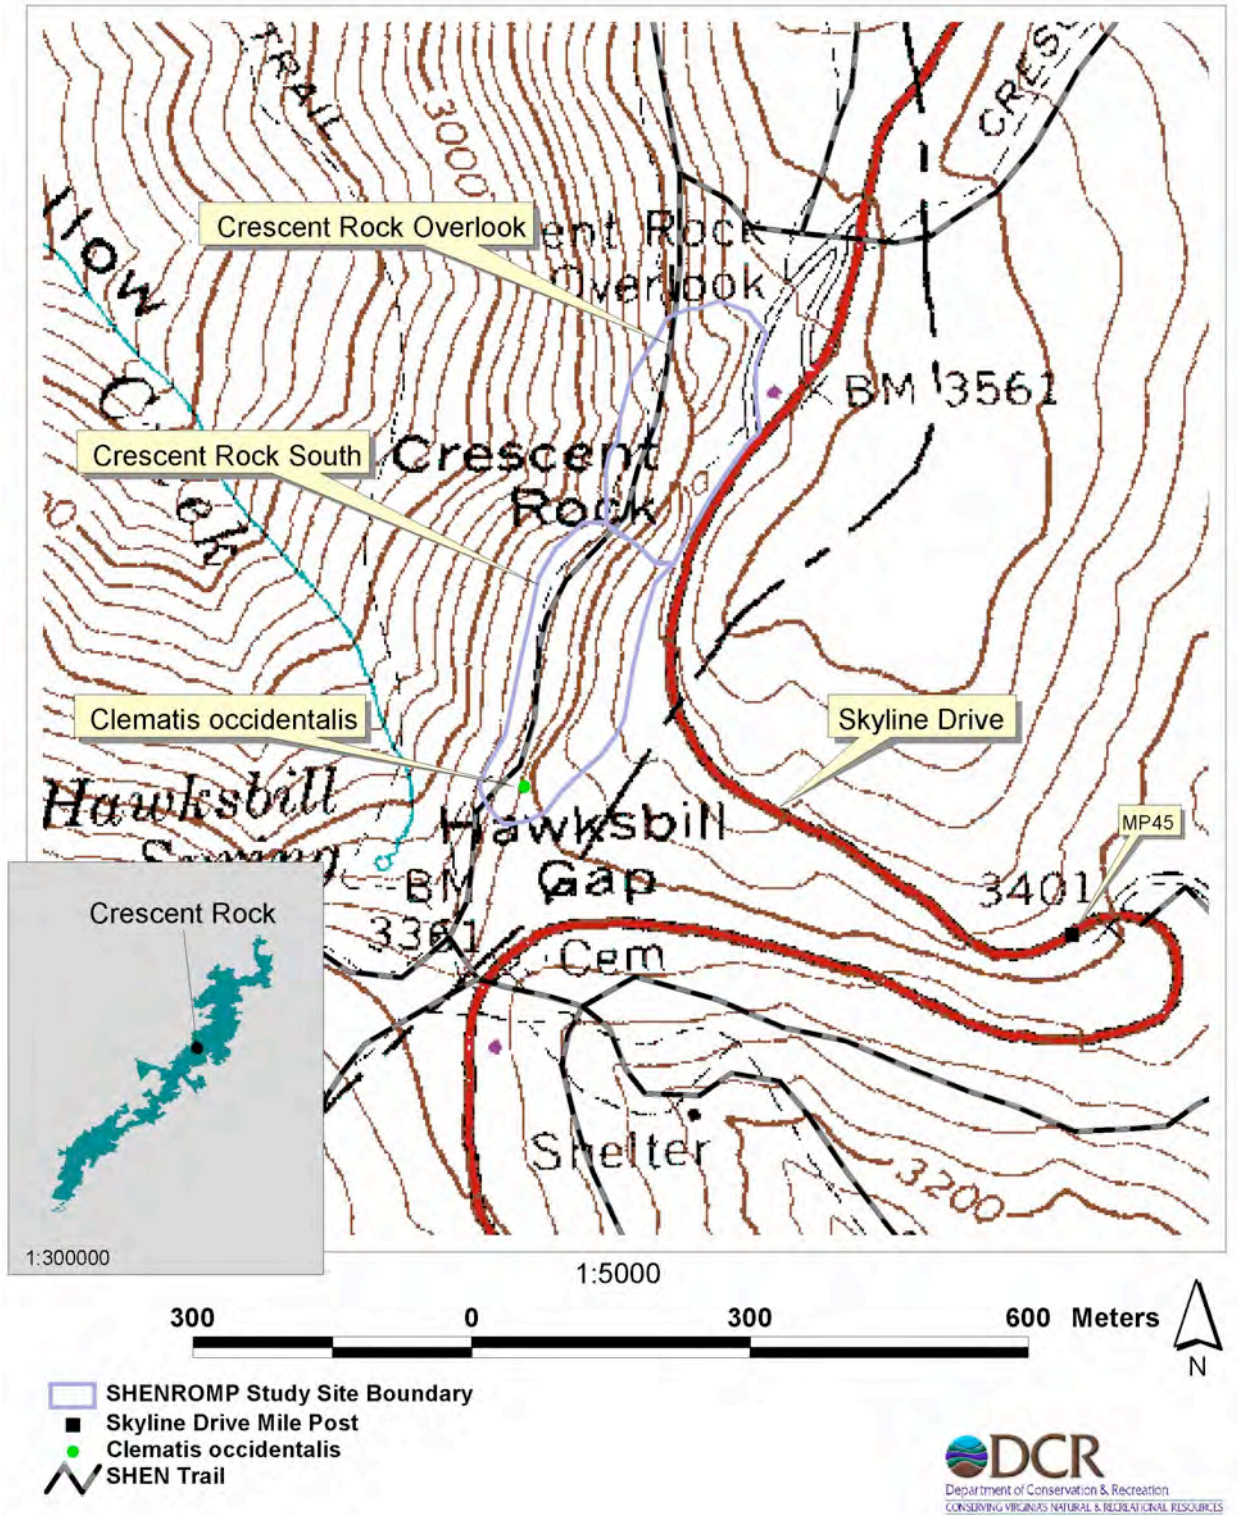 TRAIL
3000
CRESC
llow
Crescent Rock Overlook
ent Rock
Overlook
BM 3561
Crescent Rock South
Crescent
Rock
Creek
Clematis occidentalis
Skyline Drive
Hawksbill
Hawksbill
Gap
MP45
BM
3361
3401
Cem
Shelter
3200
Crescent Rock
1:300000
1:5000
300 0 300 600 Meters
N
SHENROMP Study Site Boundary
Skyline Drive Mile Post
Clematis occidentalis
SHEN Trail
DCR
Department of Conservation & Recreation
CONSERVING VIRGINIA'S NATURAL & RECREATIONAL RESOURCES